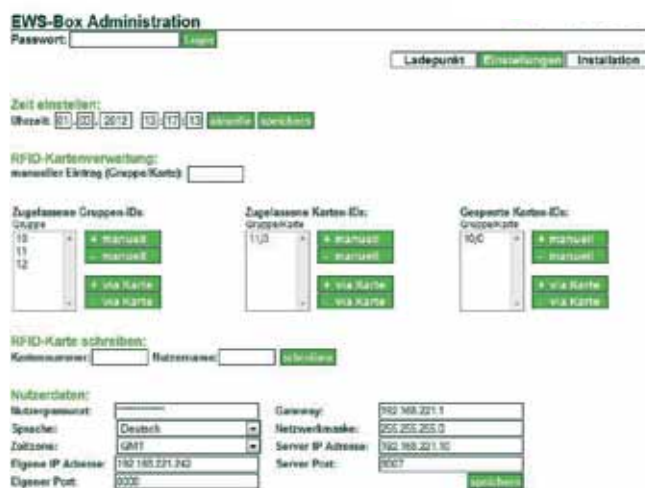 EWS-Box Administration
Passwort: Login
Ladepunkt Einstellungen Installation
Zeit einstellen:
Uhrzeit: 01 . 03 . 2012 13 : 17 : 13 aktuelle speichern
RFID-Kartenverwaltung:
manueller Eintrag (Gruppe/Karte):
Zugelassene Gruppen-IDs: Zugelassene Karten-IDs: Gesperrte Karten-IDs:
Gruppe Gruppe/Karte Gruppe/Karte
10 11/3 10/0
11
12
+ manuell + manuell + manuell
- manuell - manuell - manuell
+ via Karte + via Karte + via Karte
- via Karte - via Karte - via Karte
RFID-Karte schreiben:
Kartennummer: Nutzername: schreiben
Nutzerdaten:
Nutzerpasswort: Gateway: 192.168.221.1
Sprache: Deutsch Netzwerkmaske: 255.255.255.0
Zeitzone: GMT Server IP Adresse: 192.168.221.10
Eigene IP Adresse: 192.168.221.242 Server Port:
Eigener Port: speichern